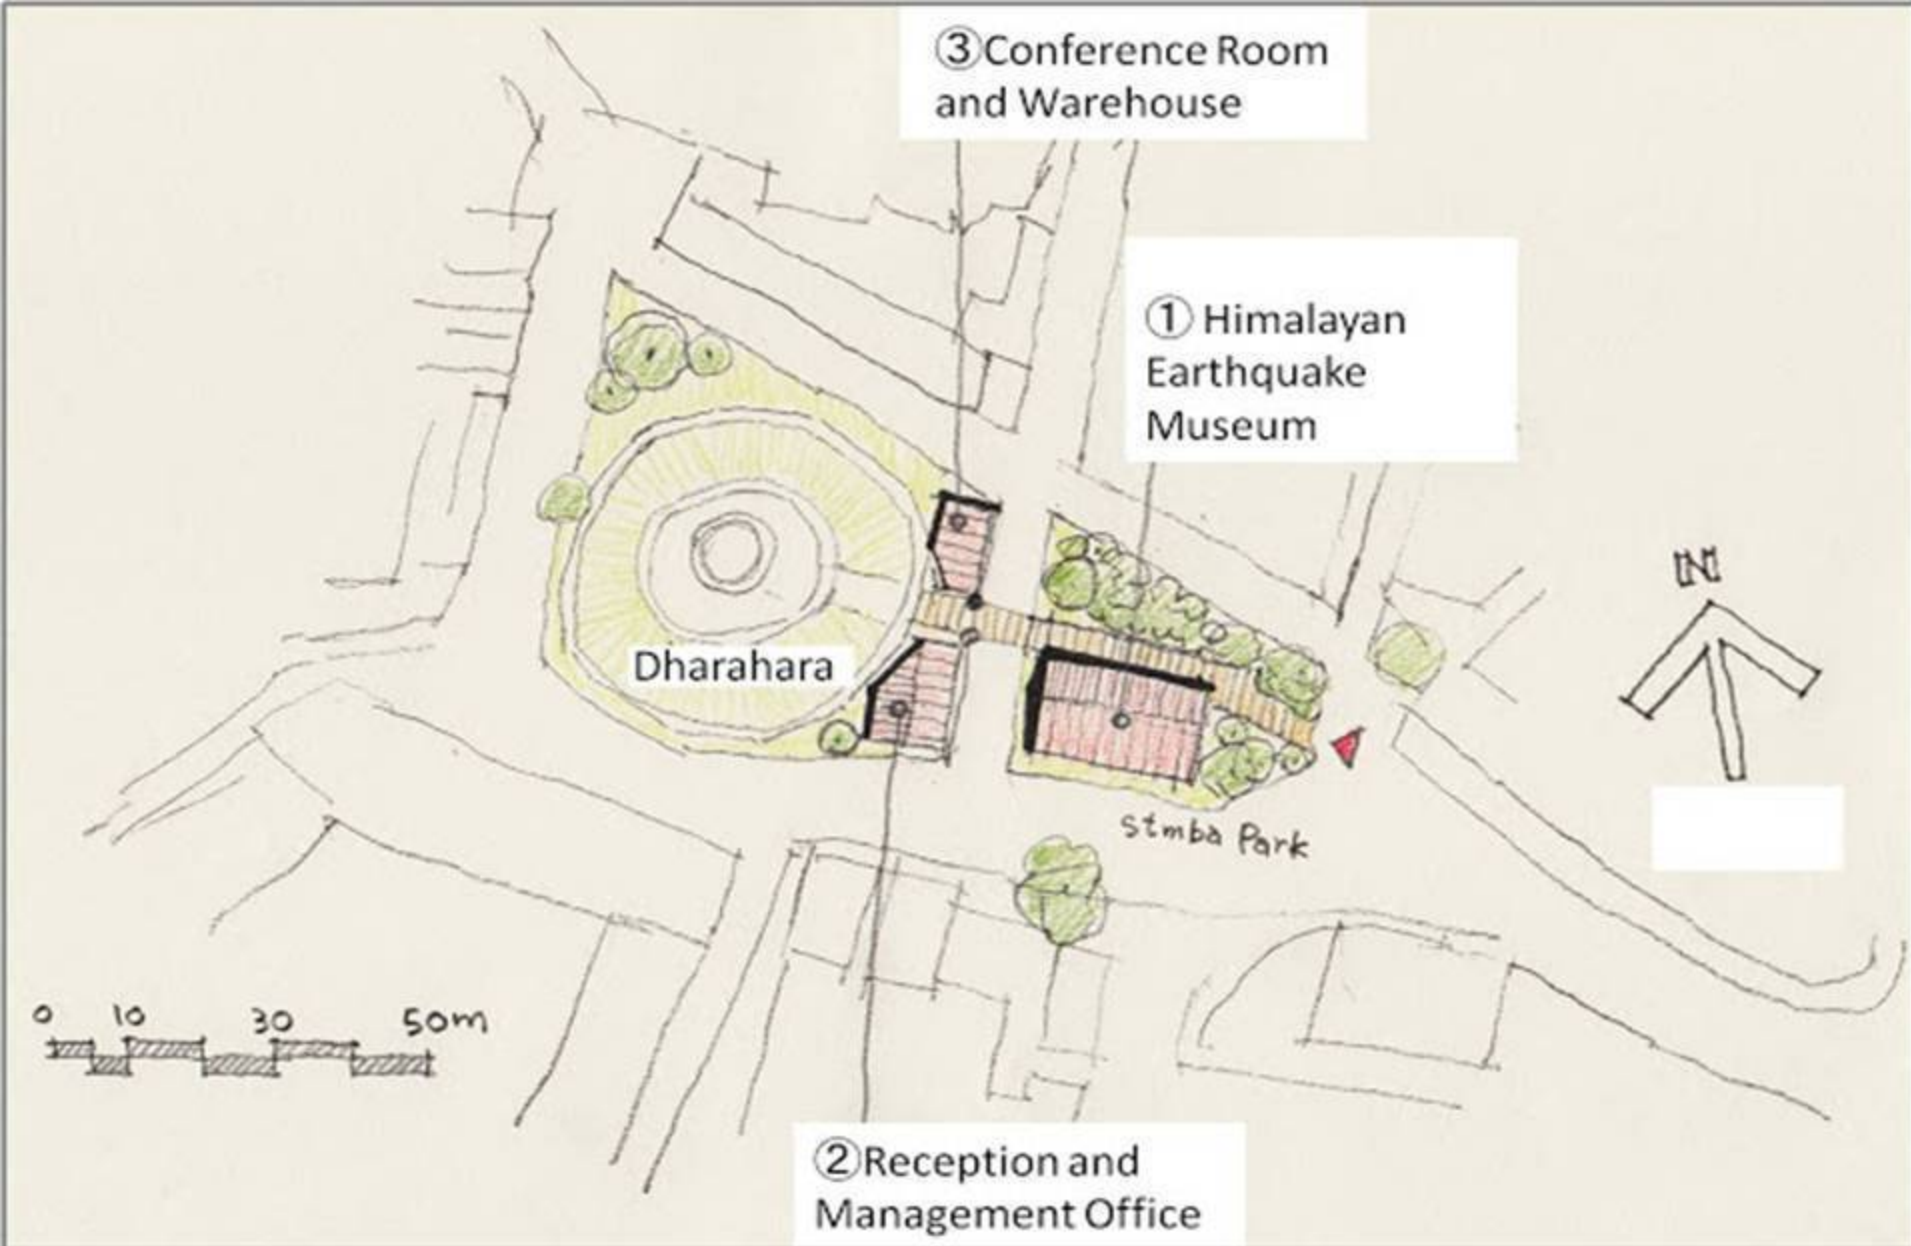 ③Conference Room
and Warehouse
① Himalayan
Earthquake
Museum
N
Dharahara
Stmba Park
0 10 30 50m
②Reception and
Management Office